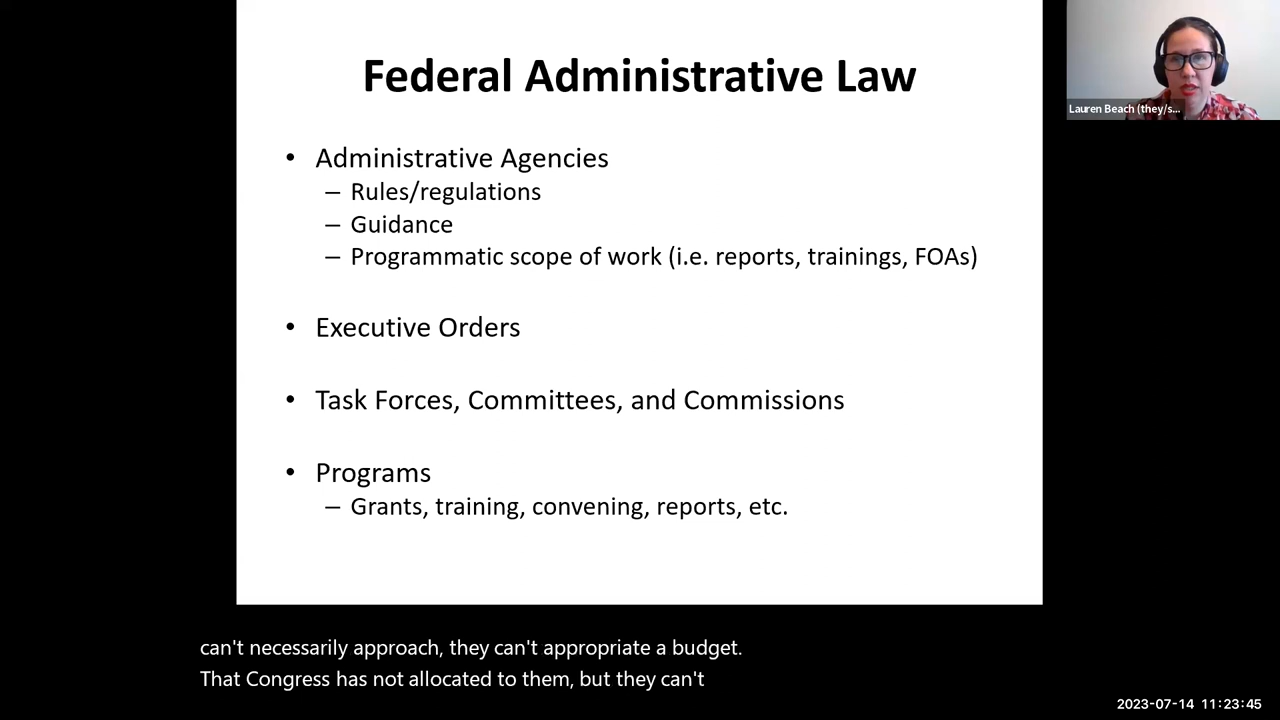 Federal Administrative Law
• Administrative Agencies
– Rules/regulations
– Guidance
– Programmatic scope of work (i.e. reports, trainings, FOAs)
• Executive Orders
• Task Forces, Committees, and Commissions
• Programs
– Grants, training, convening, reports, etc.
Lauren Beach (they/s...
can't necessarily approach, they can't appropriate a budget.
That Congress has not allocated to them, but they can't
2023-07-14 11:23:45